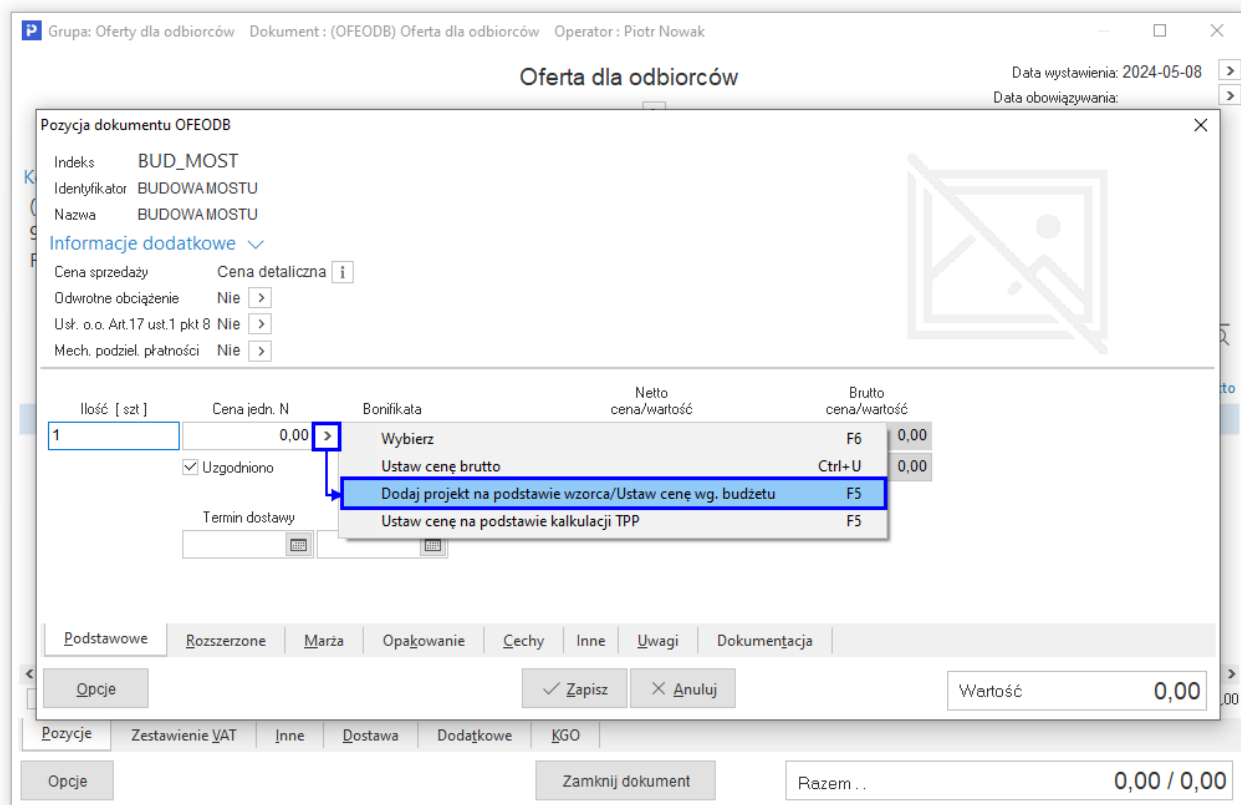 Grupa: Oferty dla odbiorców Dokument : (OFEODB) Oferta dla odbiorców Operator : Piotr Nowak
Oferta dla odbiorców
Data wystawienia: 2024-05-08 >
Data obowiązywania: >
Pozycja dokumentu OFEODB
Indeks BUD_MOST
Identyfikator BUDOWA MOSTU
Nazwa BUDOWA MOSTU
Informacje dodatkowe
Cena sprzedaży Cena detaliczna i
Odwrotne obciążenie Nie >
Usł. o.o. Art.17 ust.1 pkt 8 Nie >
Mech. podziel. płatności Nie >
Netto Brutto
Ilość [ szt ] Cena jedn. N Bonifikata cena/wartość cena/wartość
1 0,00 > 0,00
Wybierz F6
Ustaw cenę brutto Ctrl+U
Uzgodniono 0,00
Dodaj projekt na podstawie wzorca/Ustaw cenę wg. budżetu F5
Ustaw cenę na podstawie kalkulacji TPP F5
Termin dostawy
Podstawowe Rozszerzone Marża Opakowanie Cechy Inne Uwagi Dokumentacja
Opcje Zapisz Anuluj Wartość 0,00
Pozycje Zestawienie VAT Inne Dostawa Dodatkowe KGO
Opcje Zamknij dokument Razem . . 0,00 / 0,00